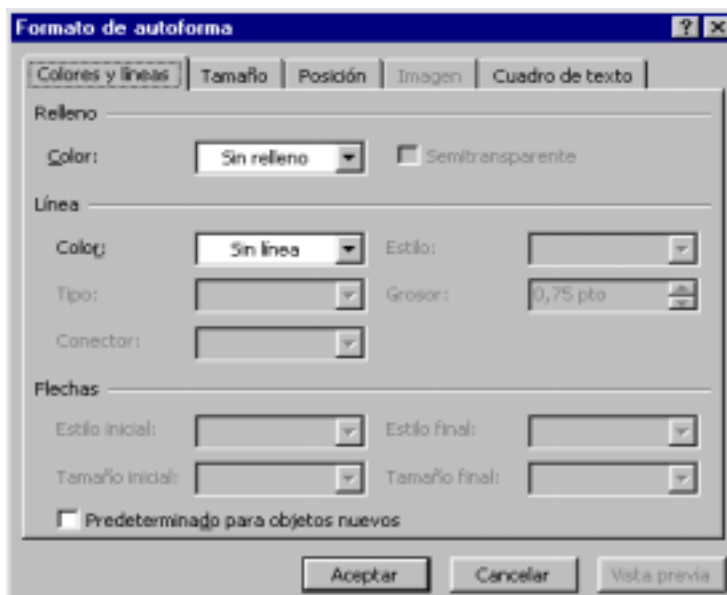 Formato de autoforma
Colores y líneas Tamaño Posición Imagen Cuadro de texto
Relleno
Color: Sin relleno Semitransparente
Línea
Color: Sin línea Estilo:
Tipo: Grosor: 0,75 pto
Conector:
Flechas
Estilo inicial: Estilo final:
Tamaño inicial: Tamaño final:
Predeterminado para objetos nuevos
Aceptar Cancelar Vista previa